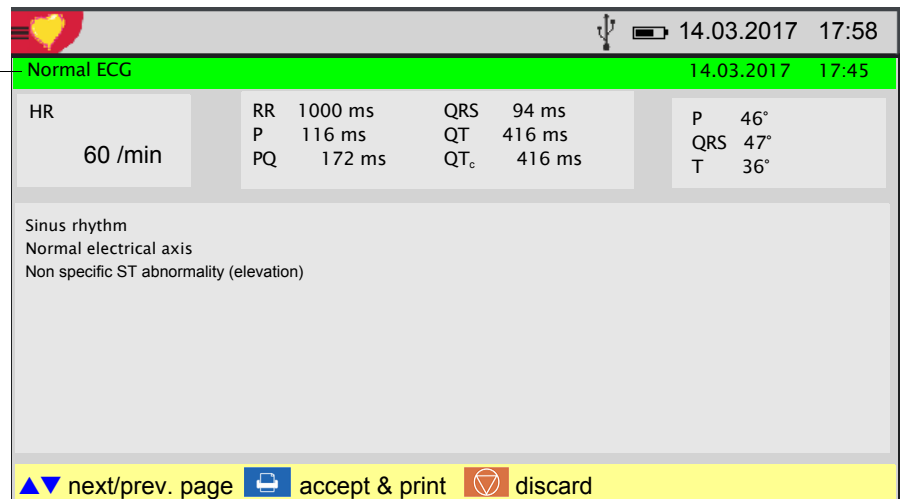 14.03.2017 17:58
Normal ECG 14.03.2017 17:45
HR
60 /min
RR 1000 ms QRS 94 ms
P 116 ms QT 416 ms
PQ 172 ms QTc 416 ms
P 46°
QRS 47°
T 36°
Sinus rhythm
Normal electrical axis
Non specific ST abnormality (elevation)
next/prev. page accept & print discard